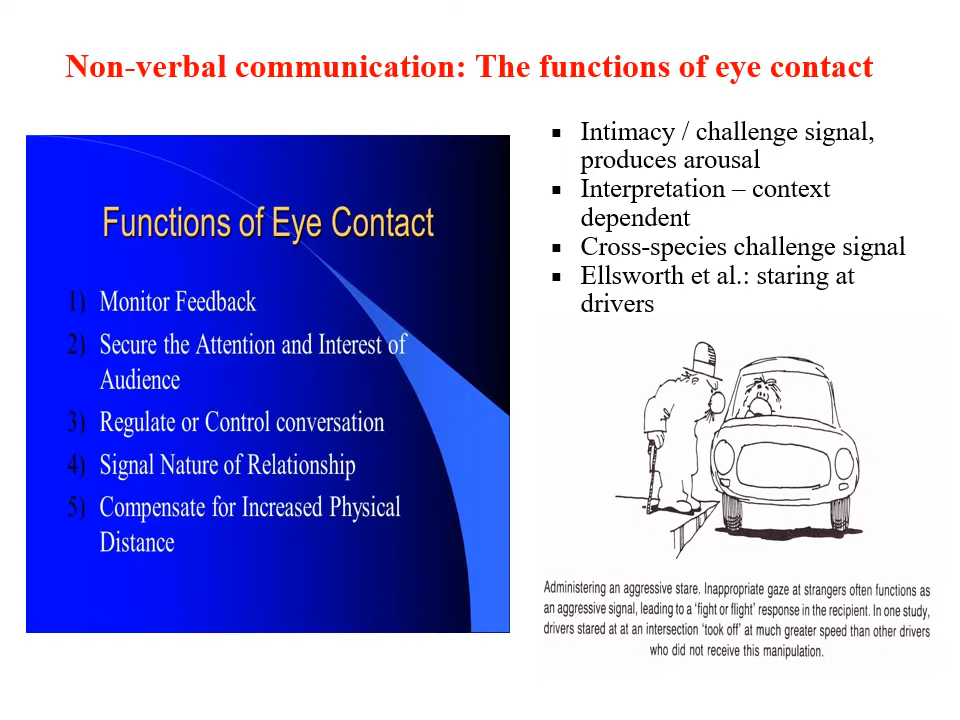 Non-verbal communication: The functions of eye contact
Functions of Eye Contact
1) Monitor Feedback
2) Secure the Attention and Interest of
Audience
3) Regulate or Control conversation
4) Signal Nature of Relationship
5) Compensate for Increased Physical
Distance
▪ Intimacy / challenge signal,
produces arousal
▪ Interpretation – context
dependent
▪ Cross-species challenge signal
▪ Ellsworth et al.: staring at
drivers
Administering an aggressive stare. Inappropriate gaze at strangers often functions as
an aggressive signal, leading to a 'fight or flight' response in the recipient. In one study,
drivers stared at at an intersection 'took off' at much greater speed than other drivers
who did not receive this manipulation.